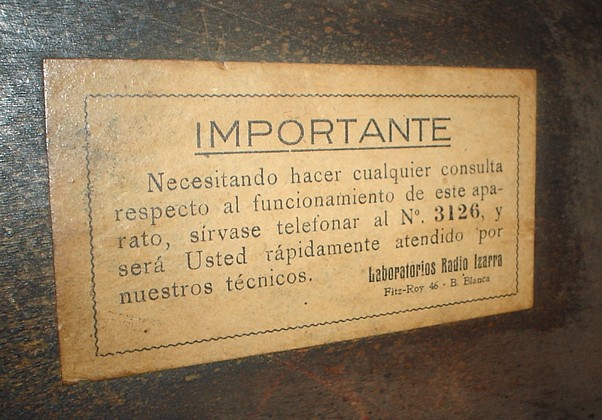 IMPORTANTE
Necesitando hacer cualquier consulta
respecto al funcionamiento de este apa-
rato, sírvase telefonar al Nº. 3126, y
será Usted rápidamente atendido por
nuestros técnicos.
Laboratorios Radio Izarra
Fitz-Roy 46 - B. Blanca